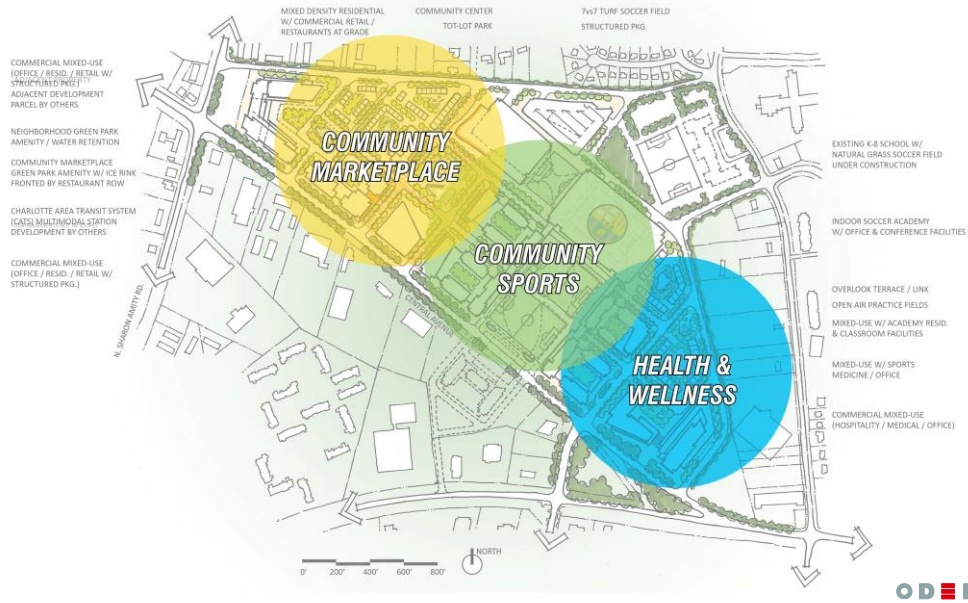 MIXED DENSITY RESIDENTIAL
W/ COMMERCIAL RETAIL /
RESTAURANTS AT GRADE
COMMUNITY CENTER
TOT-LOT PARK
7vs7 TURF SOCCER FIELD
STRUCTURED PKG.
COMMERCIAL MIXED-USE
(OFFICE / RESID. / RETAIL W/
STRUCTURED PKG.)
ADJACENT DEVELOPMENT
PARCEL BY OTHERS
NEIGHBORHOOD GREEN PARK
AMENITY / WATER RETENTION
COMMUNITY MARKETPLACE
GREEN PARK AMENITY W/ ICE RINK
FRONTED BY RESTAURANT ROW
CHARLOTTE AREA TRANSIT SYSTEM
(CATS) MULTIMODAL STATION
DEVELOPMENT BY OTHERS
COMMERCIAL MIXED-USE
(OFFICE / RESID. / RETAIL W/
STRUCTURED PKG.)
N. SHARON AMITY RD.
COMMUNITY
MARKETPLACE
COMMUNITY
SPORTS
HEALTH &
WELLNESS
CENTRAL AVENUE
EXISTING K-8 SCHOOL W/
NATURAL GRASS SOCCER FIELD
UNDER CONSTRUCTION
INDOOR SOCCER ACADEMY
W/ OFFICE & CONFERENCE FACILITIES
OVERLOOK TERRACE / LINK
OPEN AIR PRACTICE FIELDS
MIXED-USE W/ ACADEMY RESID.
& CLASSROOM FACILITIES
MIXED-USE W/ SPORTS
MEDICINE / OFFICE
COMMERCIAL MIXED-USE
(HOSPITALITY / MEDICAL / OFFICE)
NORTH
0' 200' 400' 600' 800'